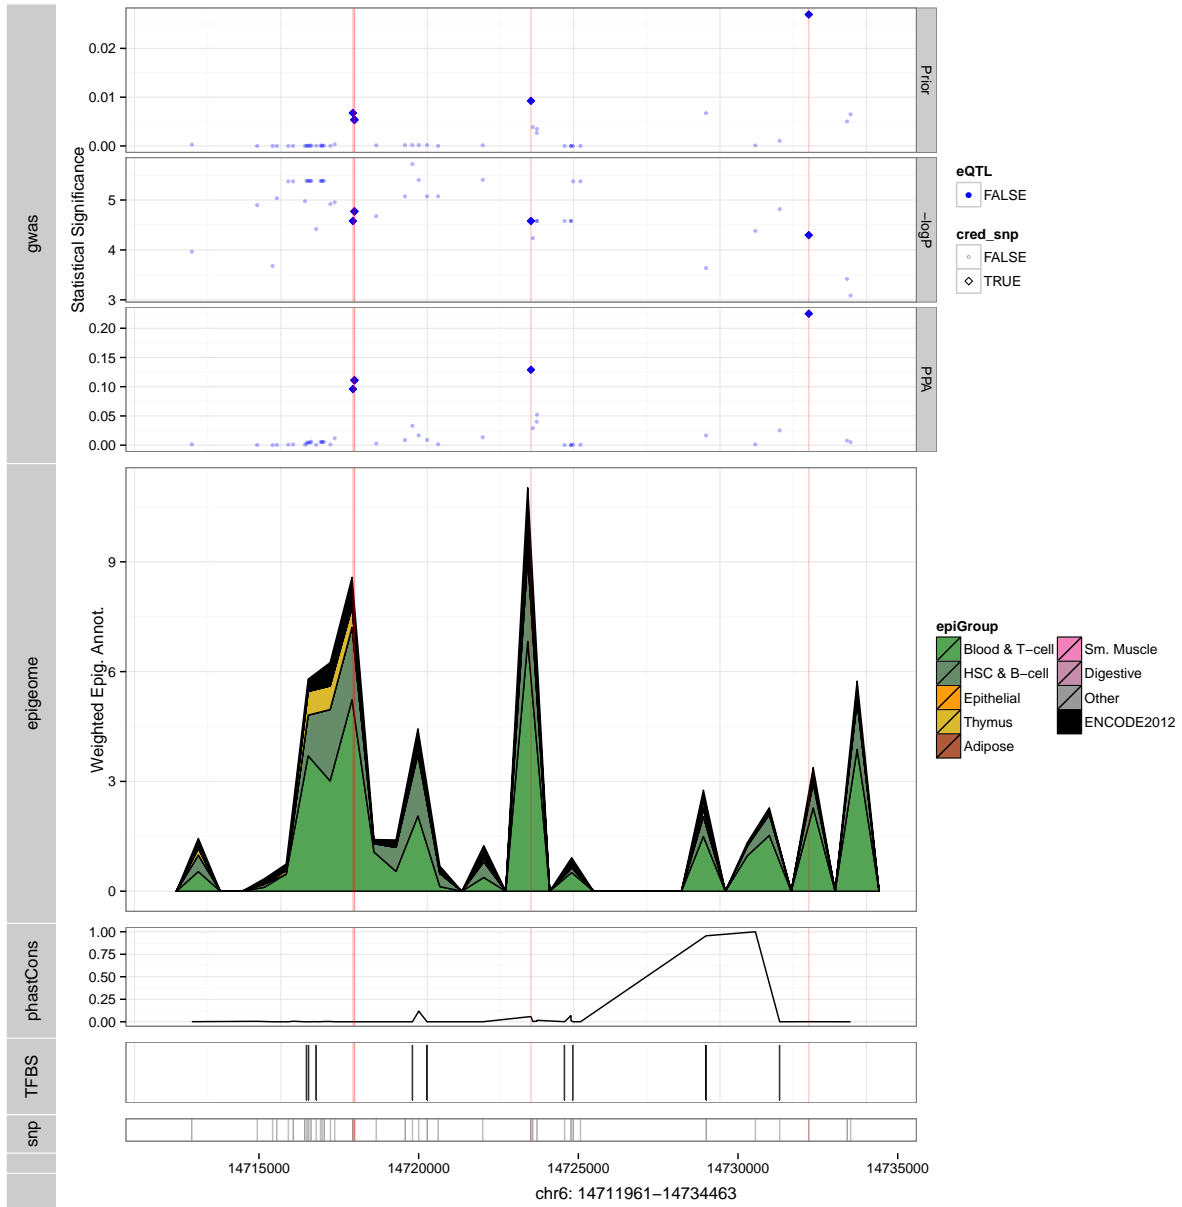 gwas
Statistical Significance
0.02
0.01
0.00
Prior
5
4
3
−logP
0.20
0.15
0.10
0.05
0.00
PPA
eQTL
FALSE
cred_snp
FALSE
TRUE
epigeome
Weighted Epig. Annot.
9
6
3
0
epiGroup
Blood & T−cell
Sm. Muscle
HSC & B−cell
Digestive
Epithelial
Other
Thymus
ENCODE2012
Adipose
phastCons
1.00
0.75
0.50
0.25
0.00
TFBS
snp
14715000 14720000 14725000 14730000 14735000
chr6: 14711961−14734463